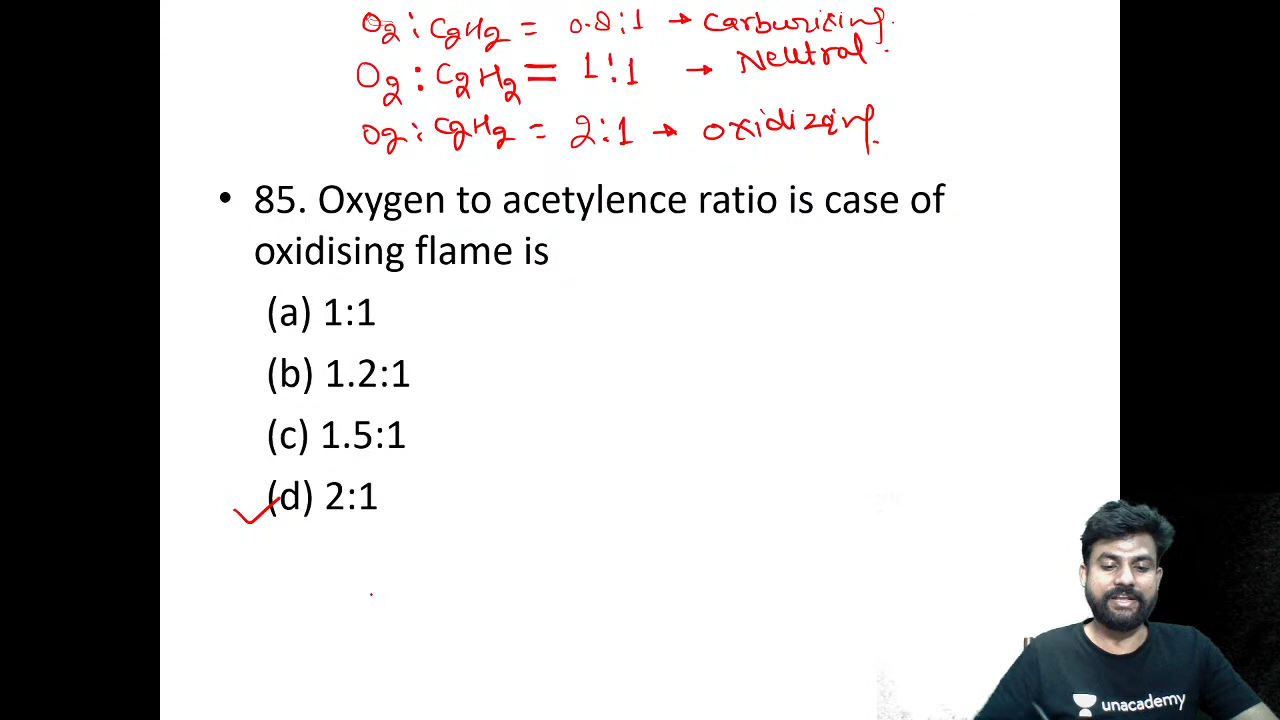 O2 : C2H2 = 0.8:1 → Carburizing
O2 : C2H2 = 1:1 → Neutral
O2 : C2H2 = 2:1 → oxidizing
• 85. Oxygen to acetylence ratio is case of
oxidising flame is
(a) 1:1
(b) 1.2:1
(c) 1.5:1
(d) 2:1
unacademy